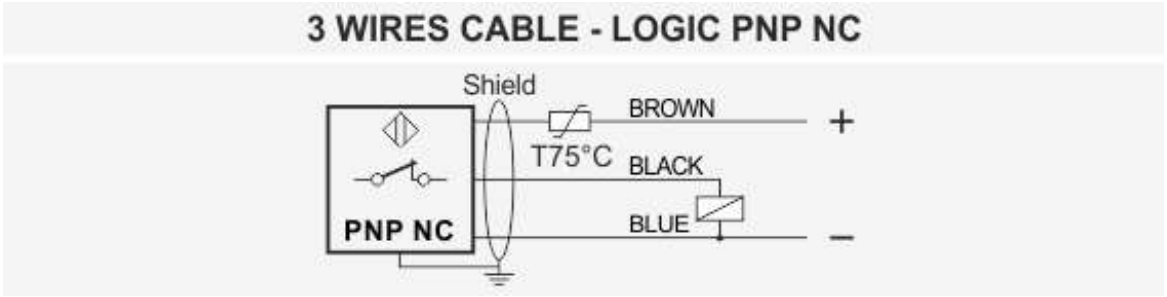 3 WIRES CABLE - LOGIC PNP NC
Shield
BROWN
+
T75°C
BLACK
PNP NC
BLUE
−